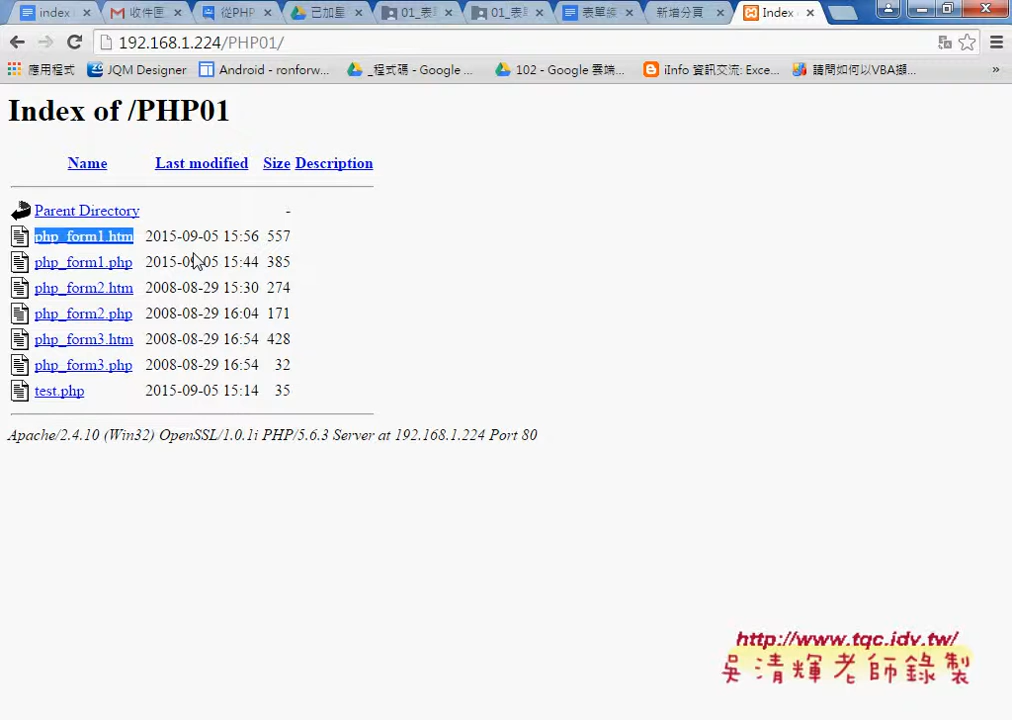 index
收件匣
從PHP
已加星
01_表單
01_表單
表單練
新增分頁
Index
192.168.1.224/PHP01/
應用程式
JQM Designer
Android - ronforw...
_程式碼 - Google ...
102 - Google 雲端...
iInfo 資訊交流: Exce...
請問如何以VBA擷...
»
Index of /PHP01
Name Last modified Size Description
Parent Directory -
php_form1.htm 2015-09-05 15:56 557
php_form1.php 2015-09-05 15:44 385
php_form2.htm 2008-08-29 15:30 274
php_form2.php 2008-08-29 16:04 171
php_form3.htm 2008-08-29 16:54 428
php_form3.php 2008-08-29 16:54 32
test.php 2015-09-05 15:14 35
Apache/2.4.10 (Win32) OpenSSL/1.0.1i PHP/5.6.3 Server at 192.168.1.224 Port 80
http://www.tqc.idv.tw/
吳清輝老師錄製